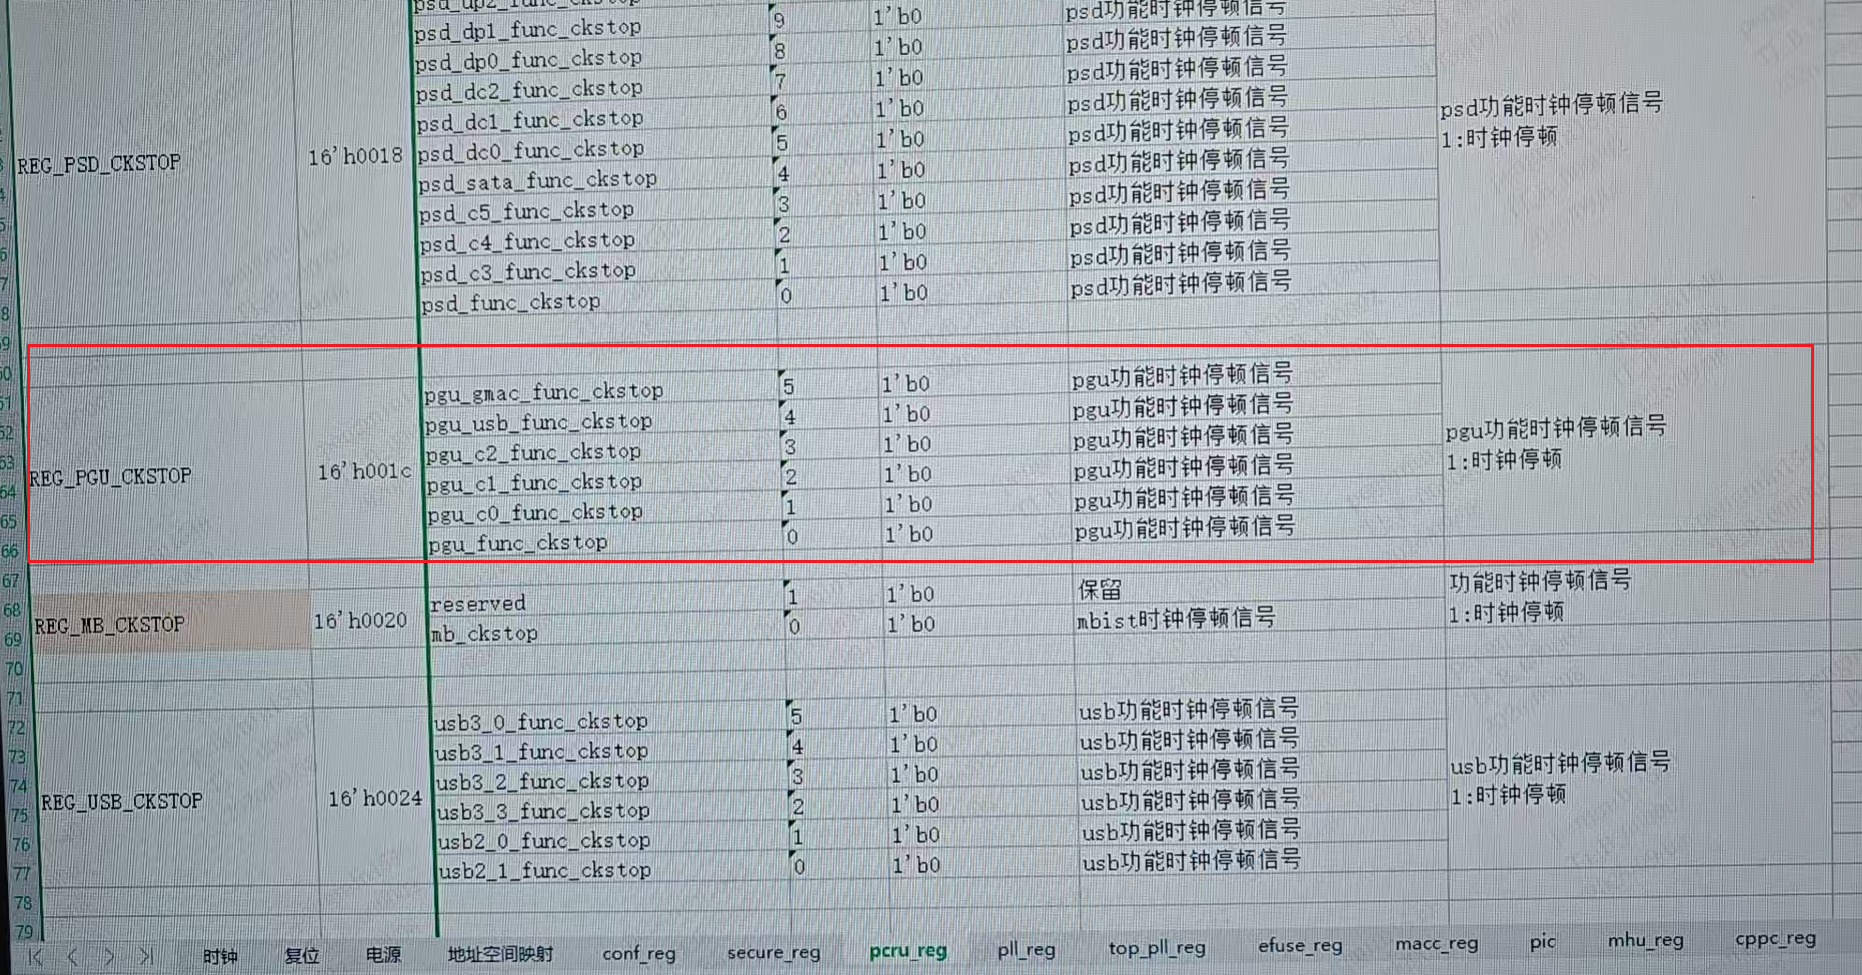 psd_up2_func_ckstop
psd_dp1_func_ckstop 9 1'b0 psd功能时钟停顿信号
psd_dp0_func_ckstop 8 1'b0 psd功能时钟停顿信号
psd_dc2_func_ckstop 7 1'b0 psd功能时钟停顿信号
psd_dc1_func_ckstop 6 1'b0 psd功能时钟停顿信号
psd_dc0_func_ckstop 5 1'b0 psd功能时钟停顿信号
psd_sata_func_ckstop 4 1'b0 psd功能时钟停顿信号
psd_c5_func_ckstop 3 1'b0 psd功能时钟停顿信号
psd_c4_func_ckstop 2 1'b0 psd功能时钟停顿信号
psd_c3_func_ckstop 1 1'b0 psd功能时钟停顿信号
psd_func_ckstop 0 1'b0 psd功能时钟停顿信号
REG_PSD_CKSTOP 16'h0018
psd功能时钟停顿信号
1:时钟停顿
pgu_gmac_func_ckstop 5 1'b0 pgu功能时钟停顿信号
pgu_usb_func_ckstop 4 1'b0 pgu功能时钟停顿信号
pgu_c2_func_ckstop 3 1'b0 pgu功能时钟停顿信号
pgu_c1_func_ckstop 2 1'b0 pgu功能时钟停顿信号
pgu_c0_func_ckstop 1 1'b0 pgu功能时钟停顿信号
pgu_func_ckstop 0 1'b0 pgu功能时钟停顿信号
REG_PGU_CKSTOP 16'h001c
pgu功能时钟停顿信号
1:时钟停顿
reserved 1 1'b0 保留
mb_ckstop 0 1'b0 mbist时钟停顿信号
REG_MB_CKSTOP 16'h0020
功能时钟停顿信号
1:时钟停顿
usb3_0_func_ckstop 5 1'b0 usb功能时钟停顿信号
usb3_1_func_ckstop 4 1'b0 usb功能时钟停顿信号
usb3_2_func_ckstop 3 1'b0 usb功能时钟停顿信号
usb3_3_func_ckstop 2 1'b0 usb功能时钟停顿信号
usb2_0_func_ckstop 1 1'b0 usb功能时钟停顿信号
usb2_1_func_ckstop 0 1'b0 usb功能时钟停顿信号
REG_USB_CKSTOP 16'h0024
usb功能时钟停顿信号
1:时钟停顿
66
67
68
69
70
71
72
73
74
75
76
77
78
79
时钟 复位 电源 地址空间映射 conf_reg secure_reg pcru_reg pll_reg top_pll_reg efuse_reg macc_reg pic mhu_reg cppc_reg